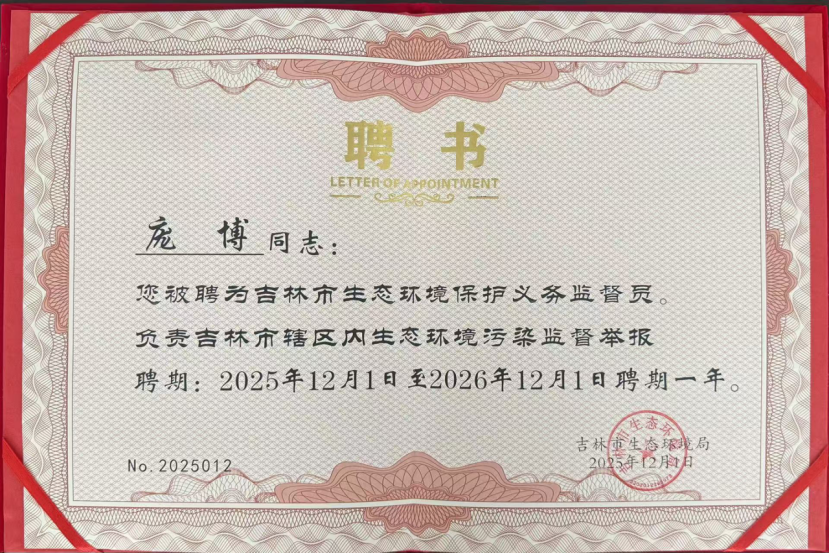 聘 书
LETTER OF APPOINTMENT
庞 博 同志：
您被聘为吉林市生态环境保护义务监督员。
负责吉林市辖区内生态环境污染监督举报
聘期：2025年12月1日至2026年12月1日聘期一年。
吉林市生态环境局
2025年12月1日
No.2025012